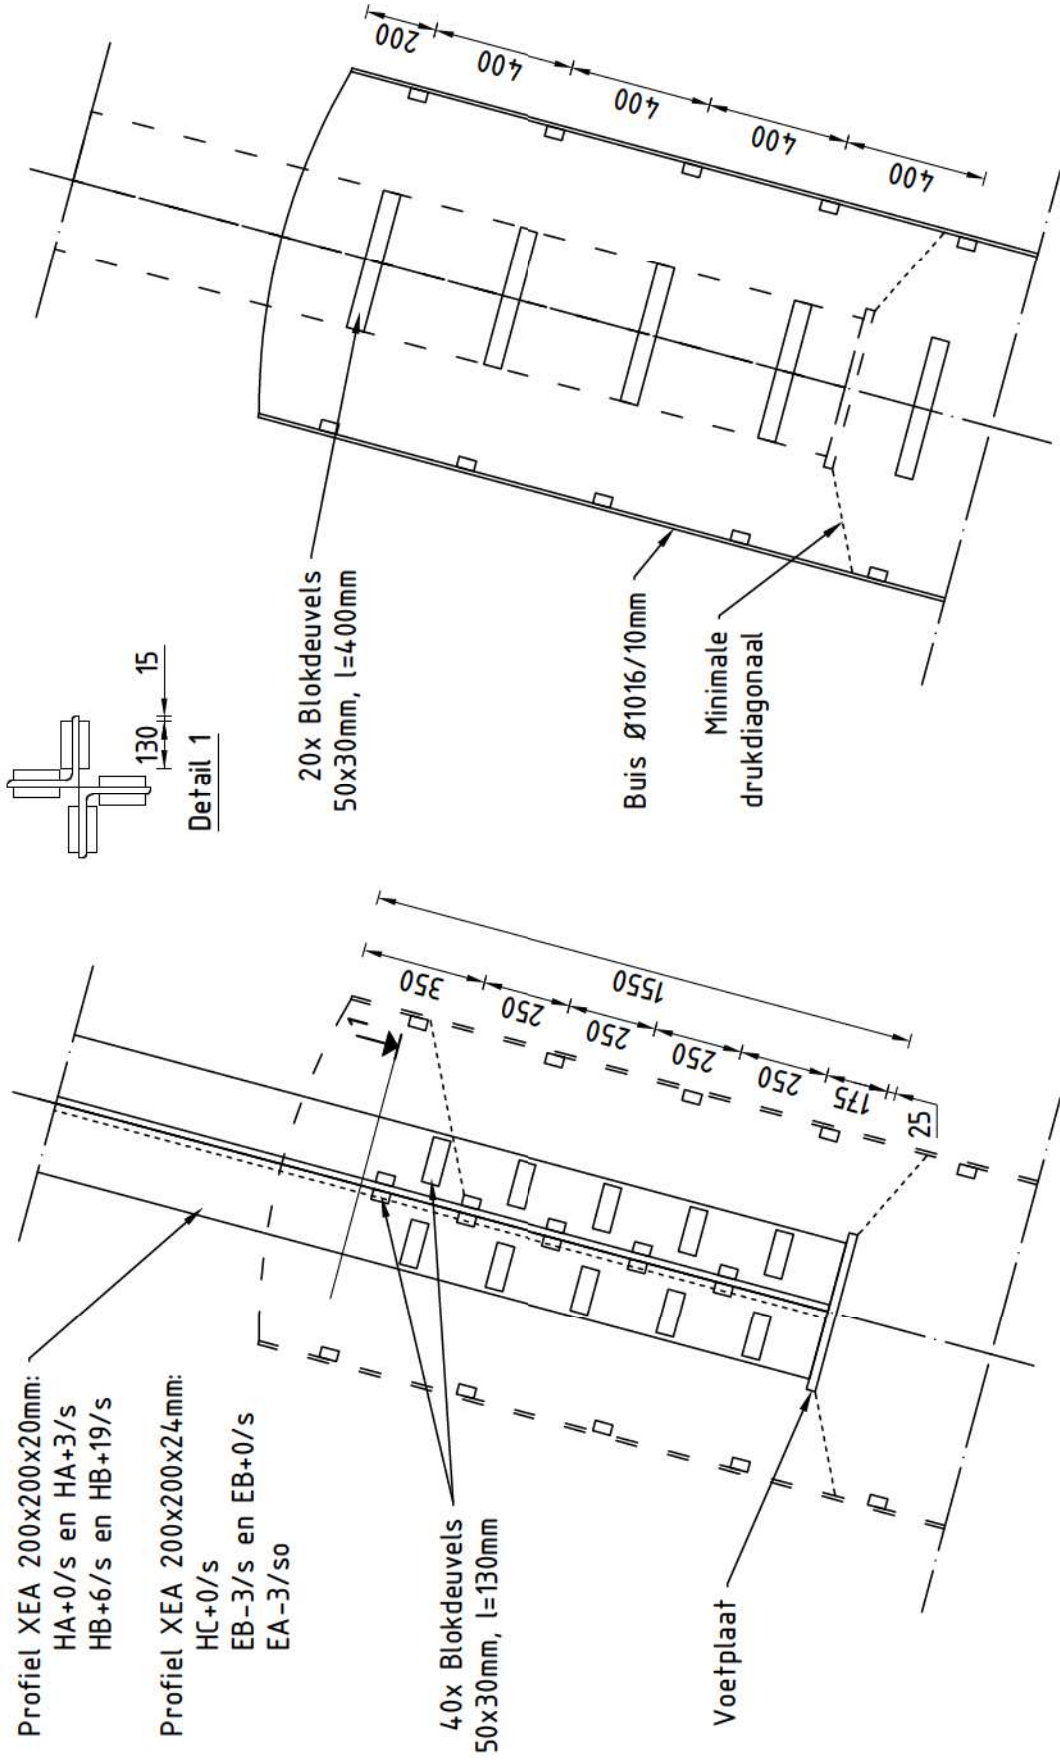 Profiel XEA 200x200x20mm:
HA+0/s en HA+3/s
HB+6/s en HB+19/s
Profiel XEA 200x200x24mm:
HC+0/s
EB-3/s en EB+0/s
EA-3/so
40x Blokdeuvels
50x30mm, l=130mm
Voetplaat
1
350
250
250
250
250
175
25
1550
130
15
Detail 1
20x Blokdeuvels
50x30mm, l=400mm
Buis Ø1016/10mm
Minimale
drukdiagonaal
200
400
400
400
400